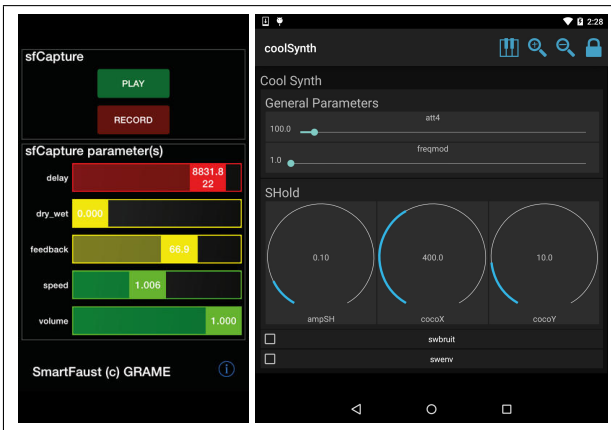 sfCapture
PLAY
RECORD
sfCapture parameter(s)
delay
8831.8
22
dry_wet
0.000
feedback
66.9
speed
1.006
volume
1.000
SmartFaust (c) GRAME
i
2:28
coolSynth
Cool Synth
General Parameters
att4
100.0
freqmod
1.0
SHold
0.10
400.0
10.0
ampSH
cocoX
cocoY
swbruit
swenv